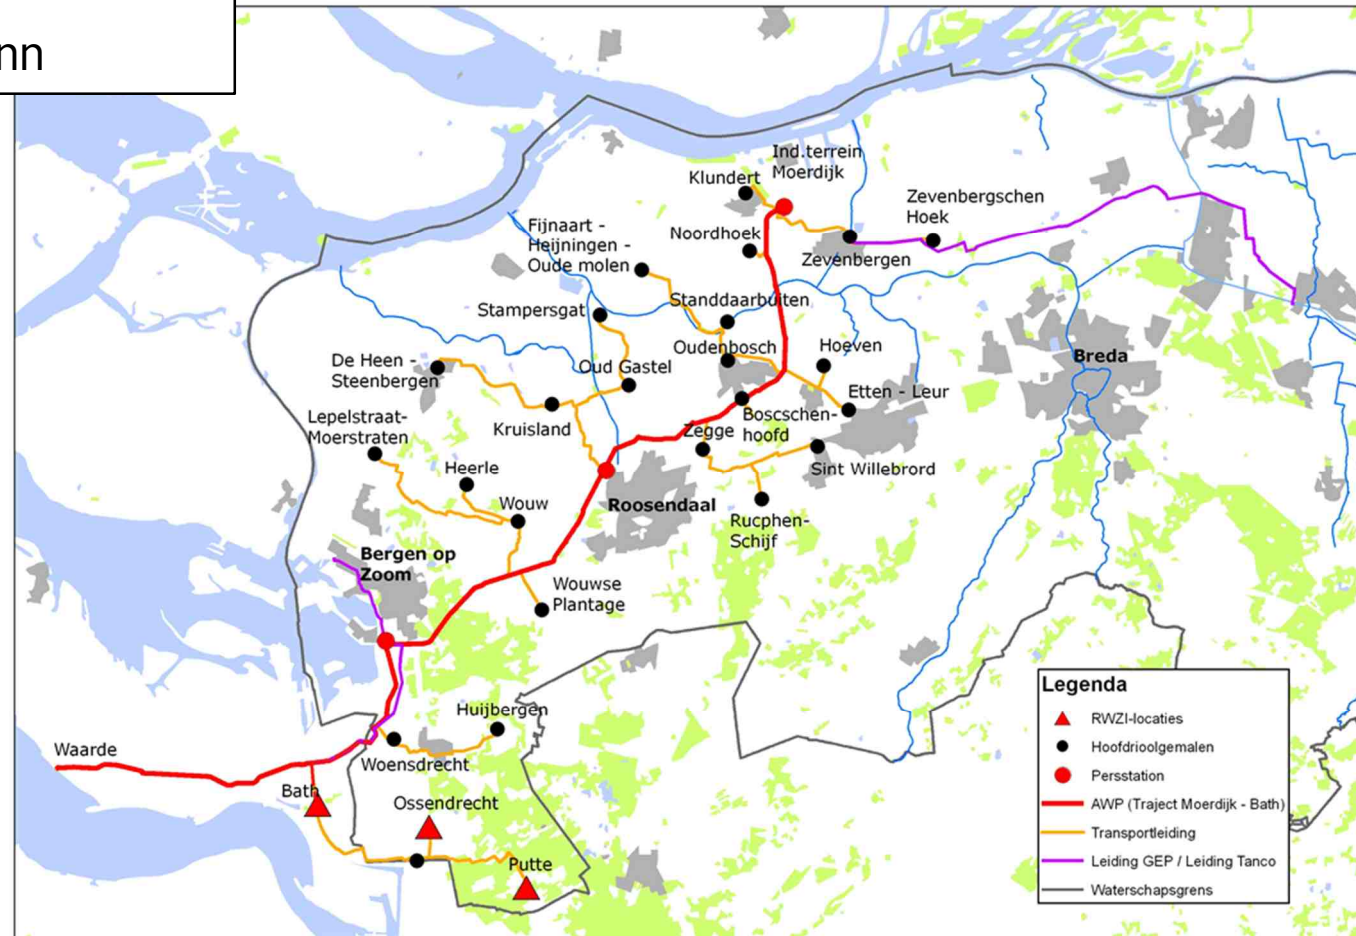 nn
Ind.terrein
Moerdijk
Klundert
Zevenbergschen
Hoek
Fijnaart -
Heijningen -
Oude molen
Noordhoek
Zevenbergen
Standdaarbuiten
Stampersgat
Oudenbosch
Hoeven
Breda
De Heen -
Steenbergen
Oud Gastel
Etten - Leur
Lepelstraat-
Moerstraten
Kruisland
Zegge
Boscschen-
hoofd
Heerle
Sint Willebrord
Wouw
Roosendaal
Rucphen-
Schijf
Bergen op
Zoom
Wouwse
Plantage
Huijbergen
Waarde
Woensdrecht
Bath
Ossendrecht
Putte
Legenda
RWZI-locaties
Hoofdrioolgemalen
Persstation
AWP (Traject Moerdijk - Bath)
Transportleiding
Leiding GEP / Leiding Tanco
Waterschapsgrens